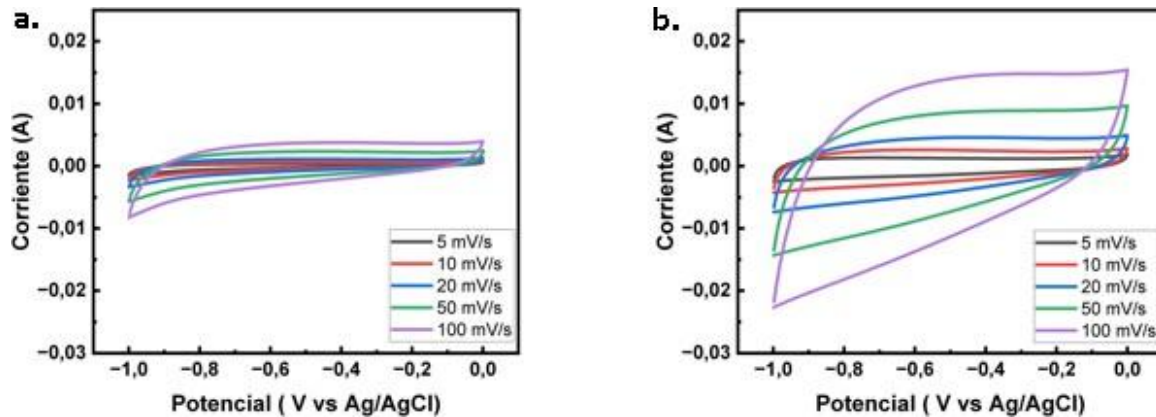 a.
0,02
0,01
0,00
−0,01
−0,02
−0,03
Corriente (A)
5 mV/s
10 mV/s
20 mV/s
50 mV/s
100 mV/s
−1,0 −0,8 −0,6 −0,4 −0,2 0,0
Potencial ( V vs Ag/AgCl)
b.
0,02
0,01
0,00
−0,01
−0,02
−0,03
Corriente (A)
5 mV/s
10 mV/s
20 mV/s
50 mV/s
100 mV/s
−1,0 −0,8 −0,6 −0,4 −0,2 0,0
Potencial ( V vs Ag/AgCl)